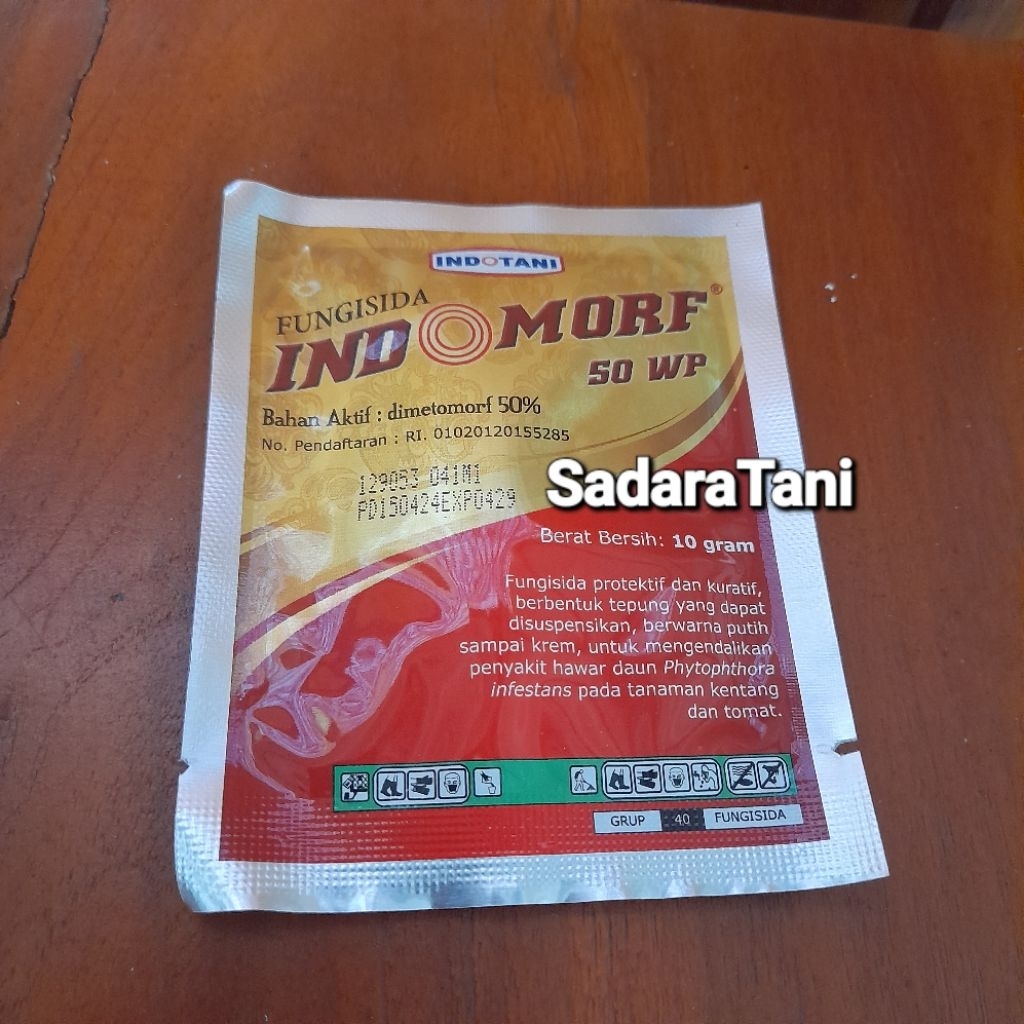 INDOTANI
FUNGISIDA
INDOMORF®
50 WP
Bahan Aktif : dimetomorf 50%
No. Pendaftaran : RI. 01020120155285
129053 041M1
PD150424EXP0429
SadaraTani
Berat Bersih: 10 gram
Fungisida protektif dan kuratif,
berbentuk tepung yang dapat
disuspensikan, berwarna putih
sampai krem, untuk mengendalikan
penyakit hawar daun Phytophthora
infestans pada tanaman kentang
dan tomat.
GRUP 40 FUNGISIDA